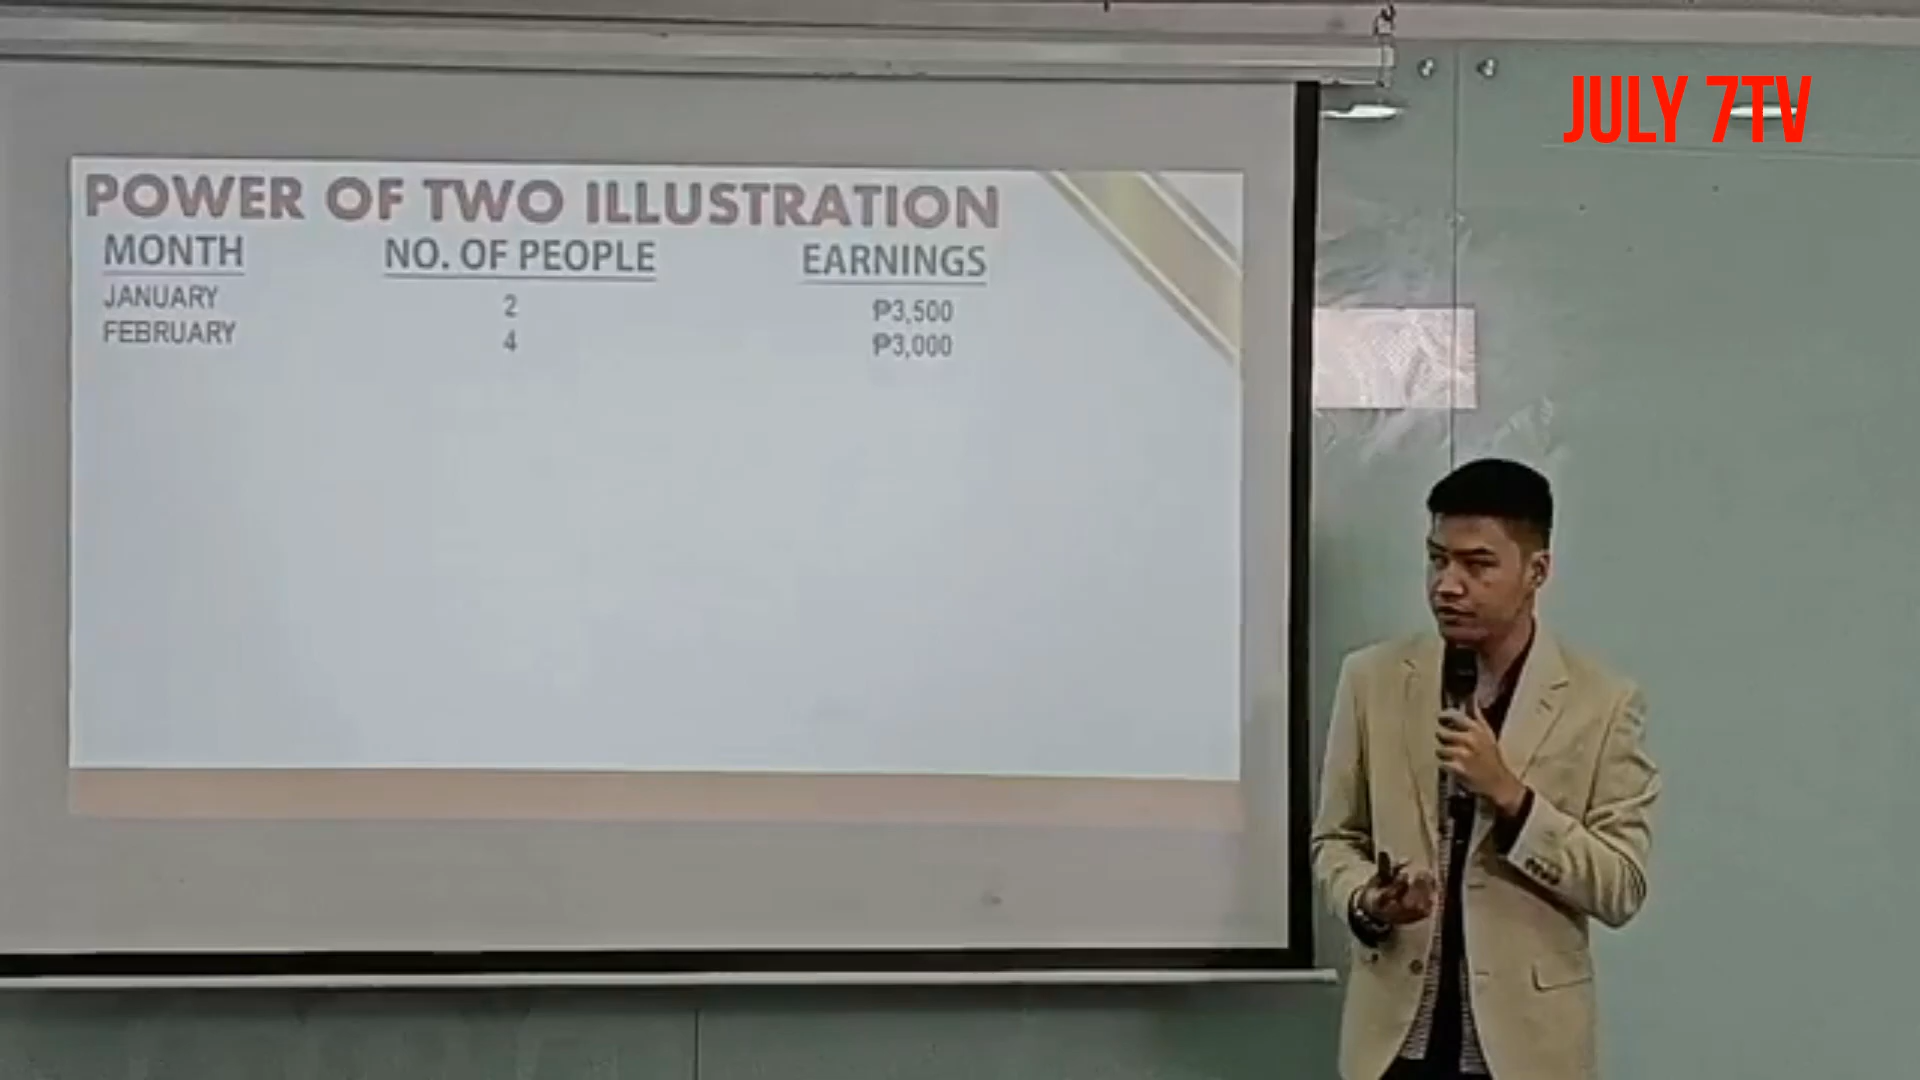 JULY 7TV
POWER OF TWO ILLUSTRATION
MONTH NO. OF PEOPLE EARNINGS
JANUARY 2 ₱3,500
FEBRUARY 4 ₱3,000